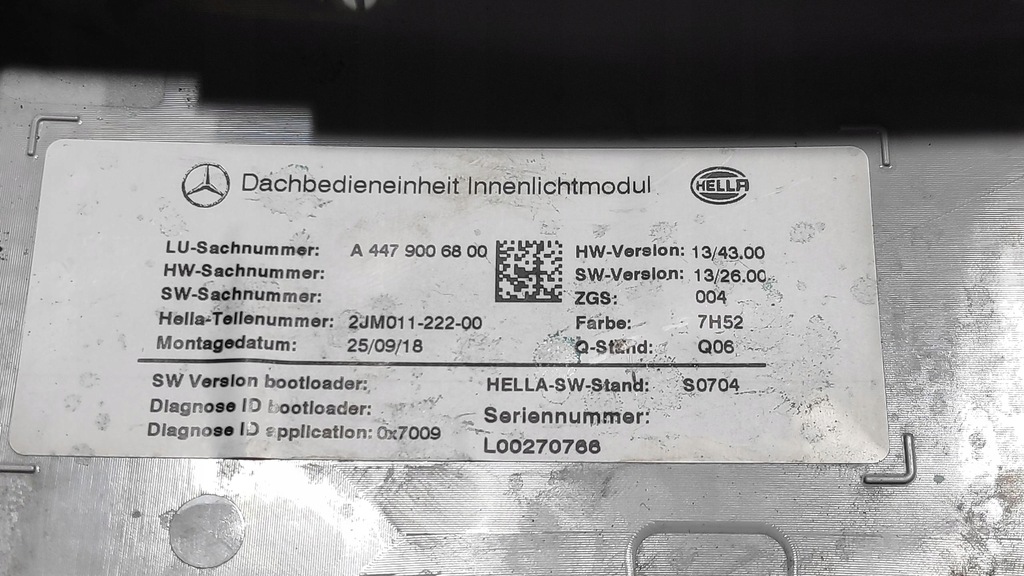 Dachbedieneinheit Innenlichtmodul HELLA
LU-Sachnummer: A 447 900 68 00 HW-Version: 13/43.00
HW-Sachnummer: SW-Version: 13/26.00
SW-Sachnummer: ZGS: 004
Hella-Teilenummer: 2JM011-222-00 Farbe: 7H52
Montagedatum: 25/09/18 Q-Stand: Q06
SW Version bootloader: HELLA-SW-Stand: S0704
Diagnose ID bootloader: Seriennummer:
Diagnose ID application: 0x7009 L00270766